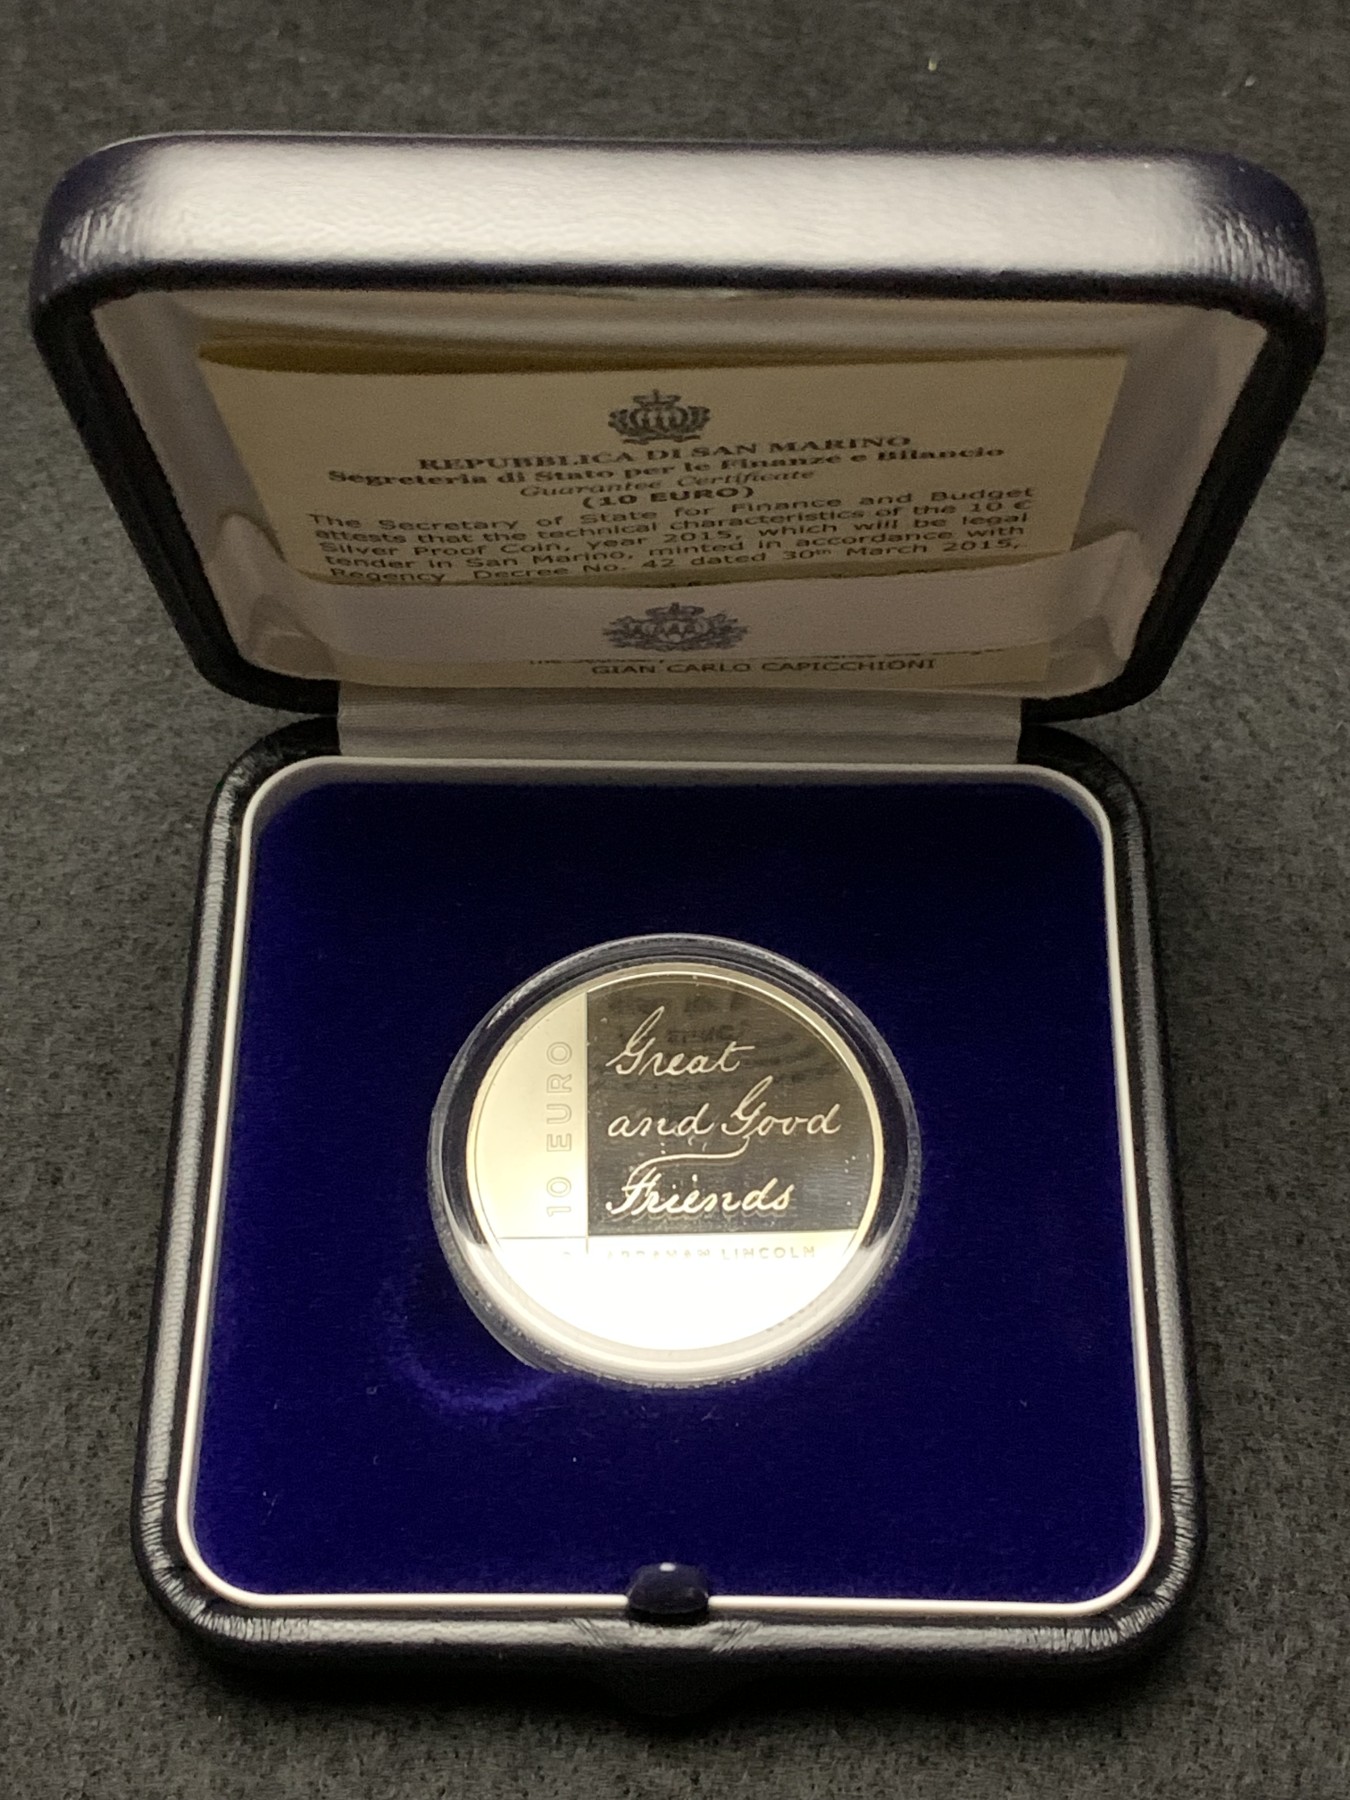 REPUBBLICA DI SAN MARINO
Segreteria di Stato per le Finanze e Bilancio
Guarantee Certificate
(10 EURO)
The Secretary of State for Finance and Budget
attests that the technical characteristics of the 10 €
Silver Proof Coin, year 2015, which will be legal
tender in San Marino, minted in accordance with
Regency Decree No. 42 dated 30th March 2015,
GIAN CARLO CAPICCHIONI
10 EURO
Great
and Good
Friends
ABRAHAM LINCOLN